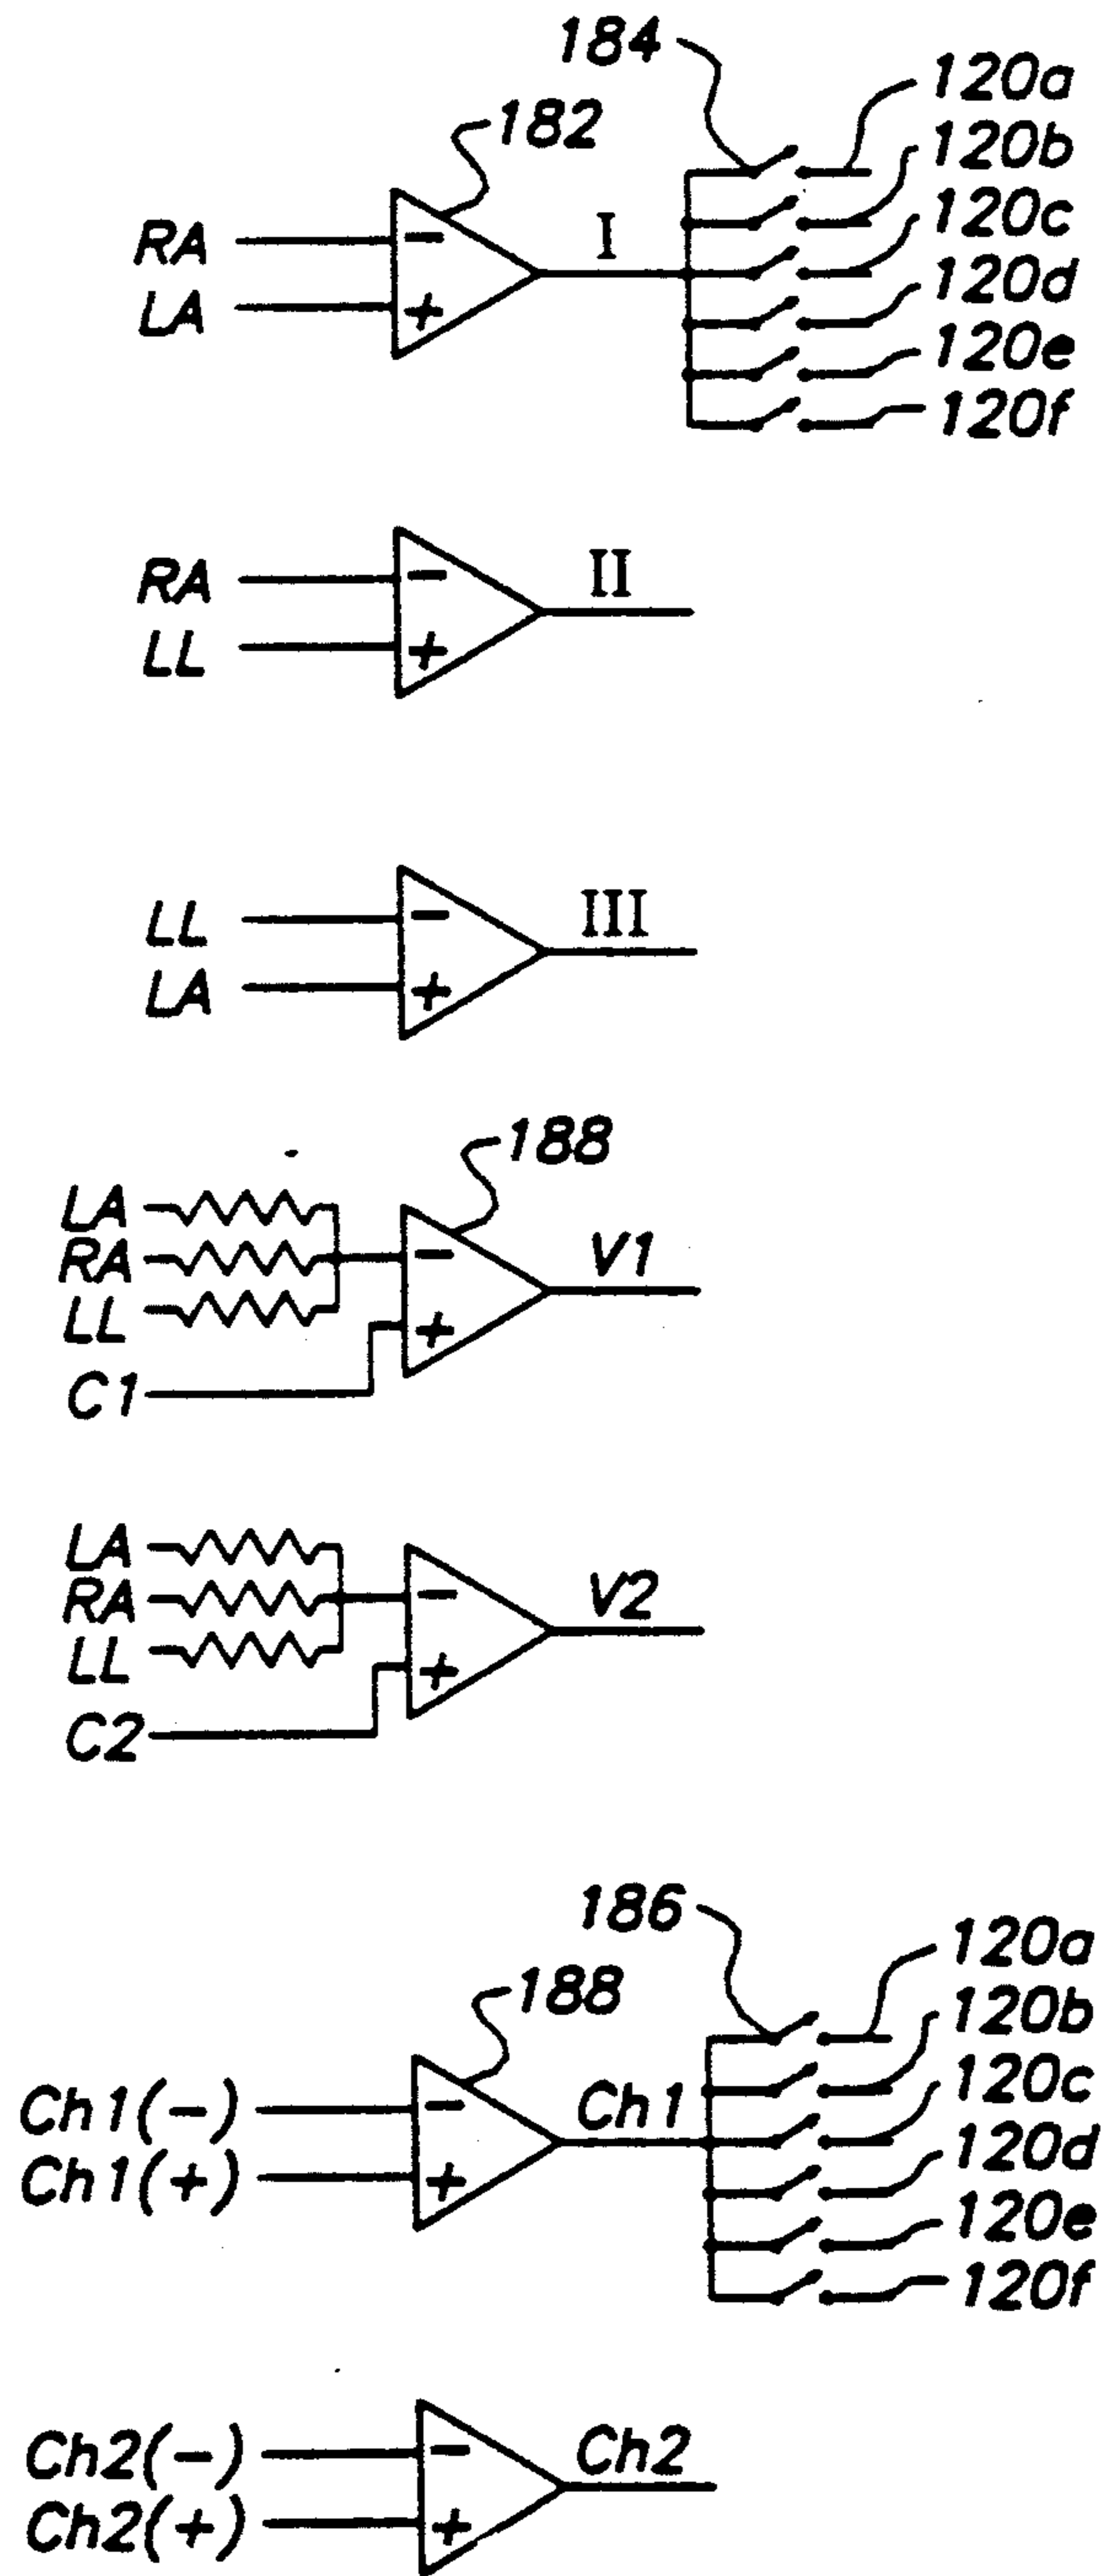 184
120a
182
120b
120c
RA
I
120d
LA
120e
120f
-
+
RA
II
LL
-
+
LL
III
LA
-
+
188
LA
RA
V1
LL
C1
-
+
LA
RA
V2
LL
C2
-
+
186
120a
188
120b
120c
Ch1(-)
Ch1
120d
Ch1(+)
120e
120f
-
+
Ch2(-)
Ch2
Ch2(+)
-
+